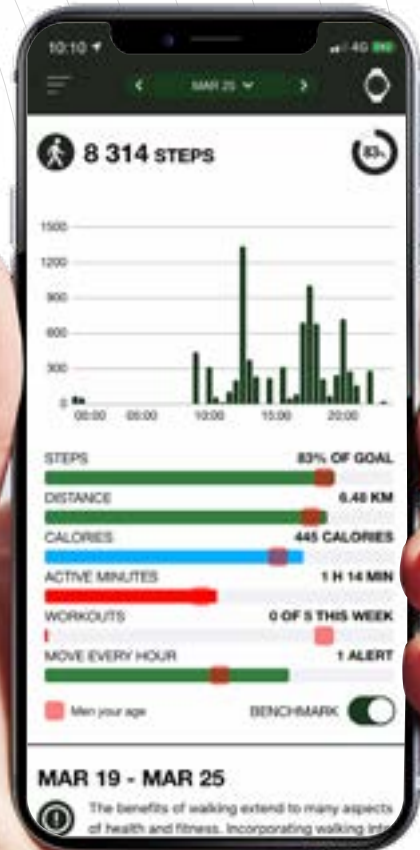 10:10 4G
MAR 25
8 314 STEPS
83%
1500
1200
900
600
300
0
00:00 05:00 10:00 15:00 20:00
STEPS 83% OF GOAL
DISTANCE 6.48 KM
CALORIES 445 CALORIES
ACTIVE MINUTES 1 H 14 MIN
WORKOUTS 0 OF 5 THIS WEEK
MOVE EVERY HOUR 1 ALERT
Men your age BENCHMARK
MAR 19 - MAR 25
The benefits of walking extend to many aspects
of health and fitness. Incorporating walking into